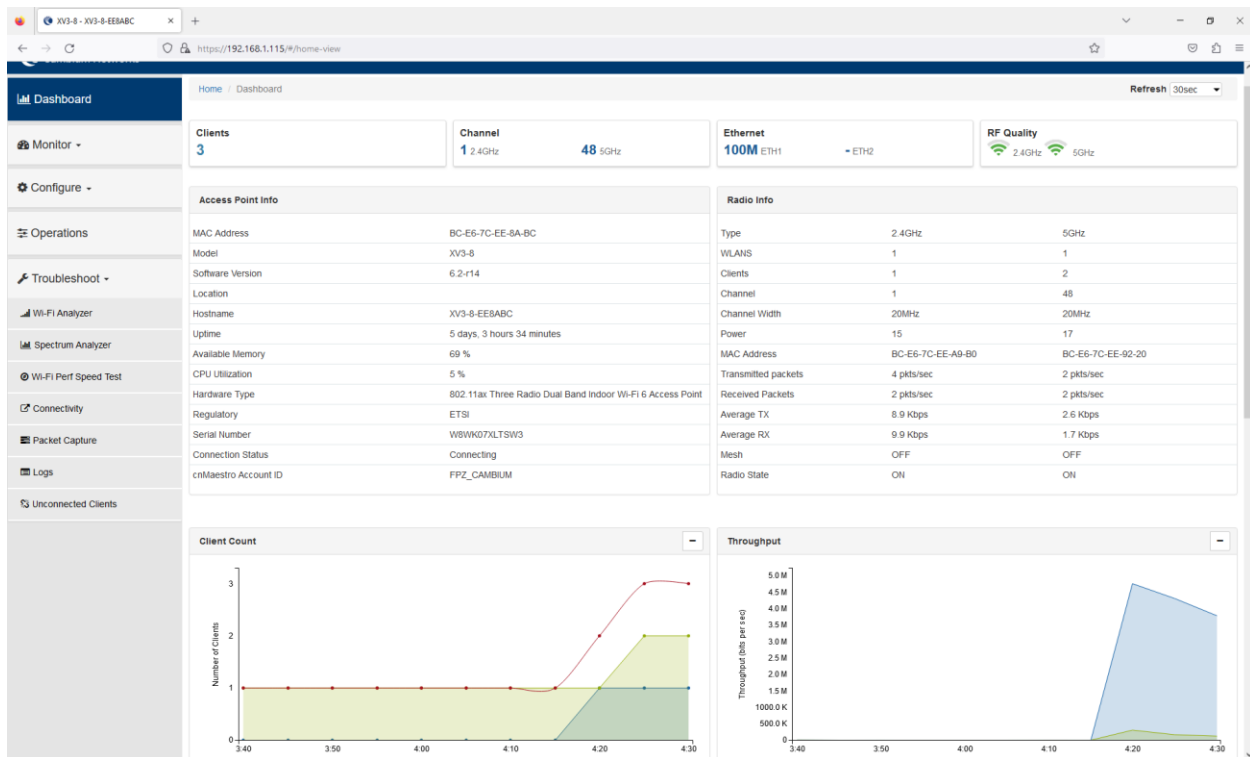 XV3-8 - XV3-8-EE8ABC
https://192.168.1.115/#/home-view
Dashboard
Monitor
Configure
Operations
Troubleshoot
Wi-Fi Analyzer
Spectrum Analyzer
Wi-Fi Perf Speed Test
Connectivity
Packet Capture
Logs
Unconnected Clients
Home / Dashboard
Refresh 30sec
Clients
3
Channel
1 2.4GHz 48 5GHz
Ethernet
100M ETH1 - ETH2
RF Quality
2.4GHz 5GHz
Access Point Info
MAC Address BC-E6-7C-EE-8A-BC
Model XV3-8
Software Version 6.2-r14
Location
Hostname XV3-8-EE8ABC
Uptime 5 days, 3 hours 34 minutes
Available Memory 69 %
CPU Utilization 5 %
Hardware Type 802.11ax Three Radio Dual Band Indoor Wi-Fi 6 Access Point
Regulatory ETSI
Serial Number W8WK07XLTSW3
Connection Status Connecting
cnMaestro Account ID FPZ_CAMBIUM
Radio Info
Type 2.4GHz 5GHz
WLANS 1 1
Clients 1 2
Channel 1 48
Channel Width 20MHz 20MHz
Power 15 17
MAC Address BC-E6-7C-EE-A9-B0 BC-E6-7C-EE-92-20
Transmitted packets 4 pkts/sec 2 pkts/sec
Received Packets 2 pkts/sec 2 pkts/sec
Average TX 8.9 Kbps 2.6 Kbps
Average RX 9.9 Kbps 1.7 Kbps
Mesh OFF OFF
Radio State ON ON
Client Count
Number of Clients
3
2
1
0
3:40 3:50 4:00 4:10 4:20 4:30
Throughput
Throughput (bits per sec)
5.0 M
4.5 M
4.0 M
3.5 M
3.0 M
2.5 M
2.0 M
1.5 M
1000.0 K
500.0 K
0
3:40 3:50 4:00 4:10 4:20 4:30